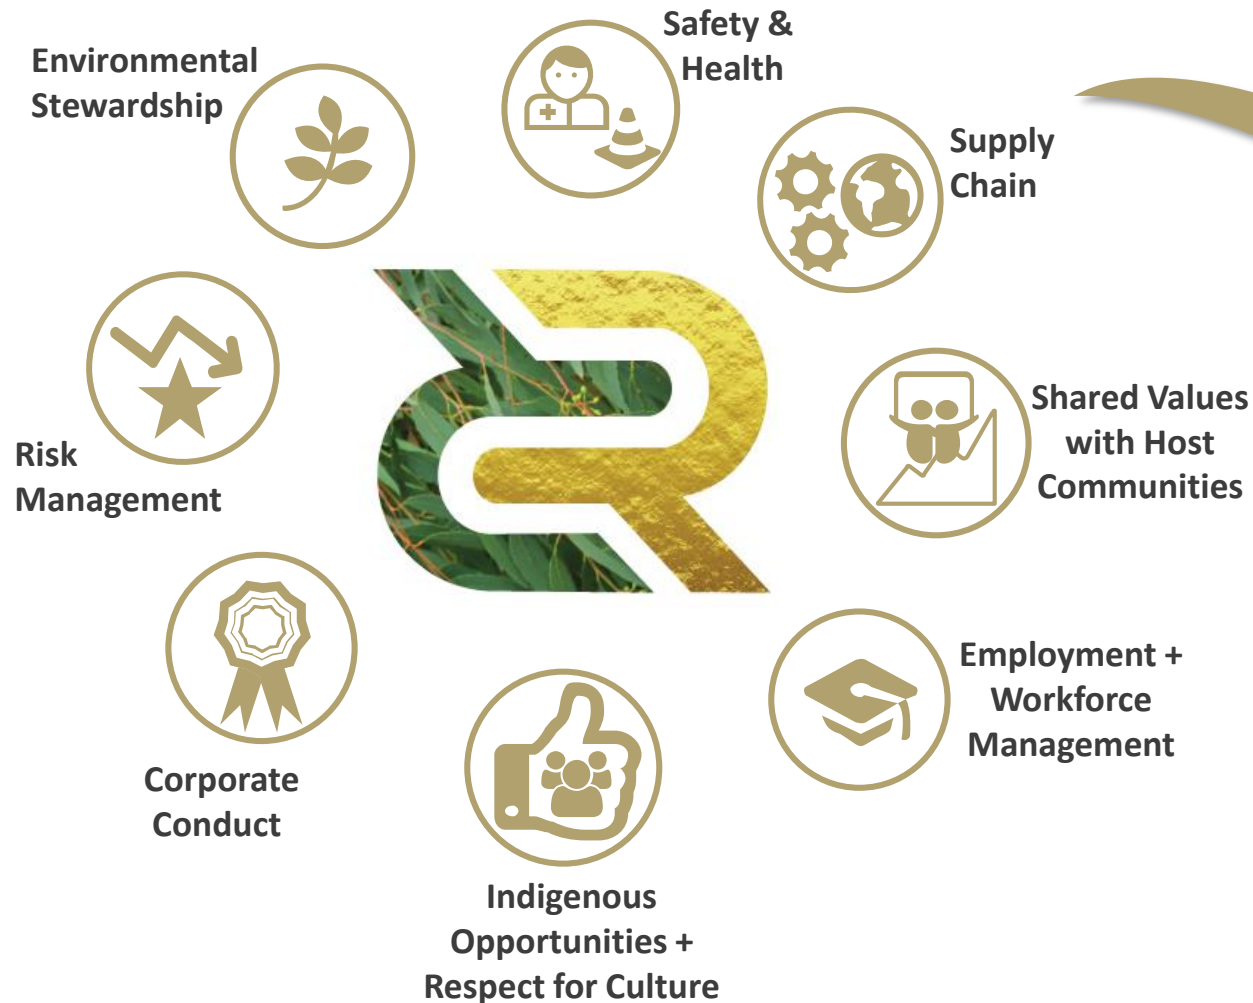 Safety &
Health
Environmental
Stewardship
Supply
Chain
Shared Values
with Host
Communities
Risk
Management
Employment +
Workforce
Management
Corporate
Conduct
Indigenous
Opportunities +
Respect for Culture